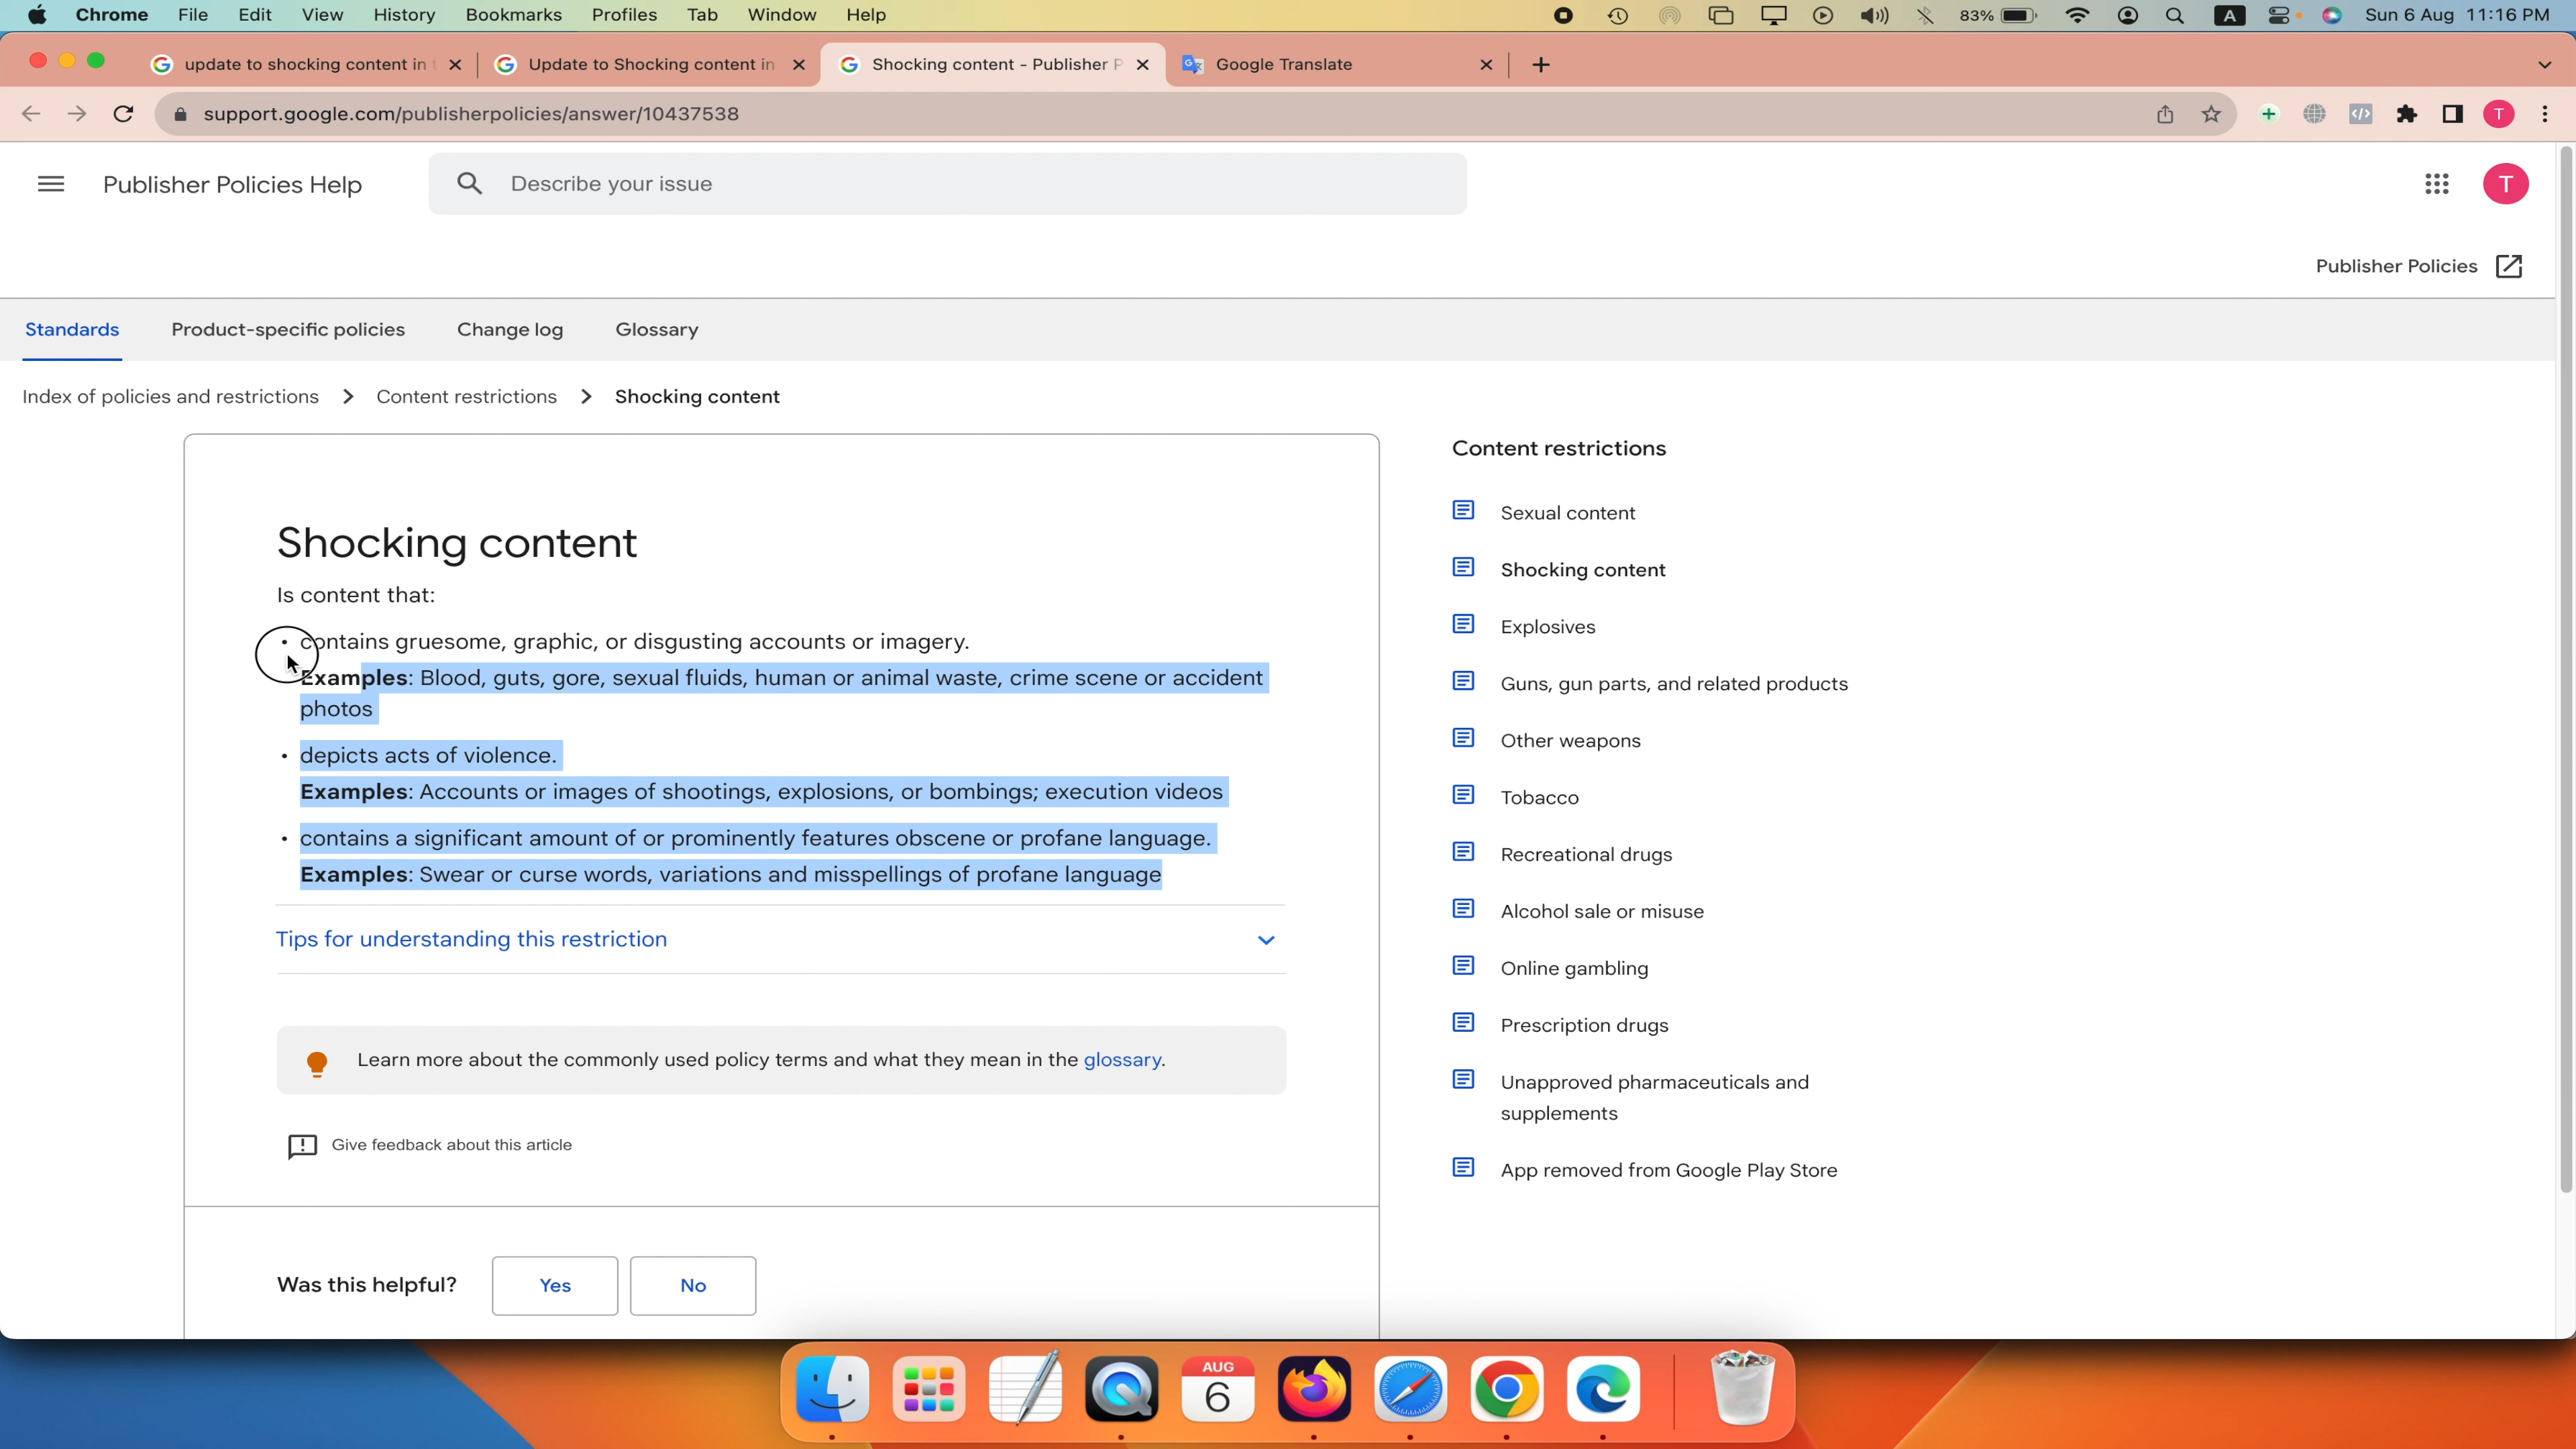 Chrome File Edit View History Bookmarks Profiles Tab Window Help 83% A Sun 6 Aug 11:16 PM
update to shocking content in Update to Shocking content in Shocking content - Publisher P Google Translate
support.google.com/publisherpolicies/answer/10437538 T
Publisher Policies Help Describe your issue T
Publisher Policies
Standards Product-specific policies Change log Glossary
Index of policies and restrictions > Content restrictions > Shocking content
Shocking content
Is content that:
• contains gruesome, graphic, or disgusting accounts or imagery.
Examples: Blood, guts, gore, sexual fluids, human or animal waste, crime scene or accident
photos
• depicts acts of violence.
Examples: Accounts or images of shootings, explosions, or bombings; execution videos
• contains a significant amount of or prominently features obscene or profane language.
Examples: Swear or curse words, variations and misspellings of profane language
Tips for understanding this restriction
Learn more about the commonly used policy terms and what they mean in the glossary.
Give feedback about this article
Was this helpful? Yes No
Content restrictions
Sexual content
Shocking content
Explosives
Guns, gun parts, and related products
Other weapons
Tobacco
Recreational drugs
Alcohol sale or misuse
Online gambling
Prescription drugs
Unapproved pharmaceuticals and
supplements
App removed from Google Play Store
AUG
6